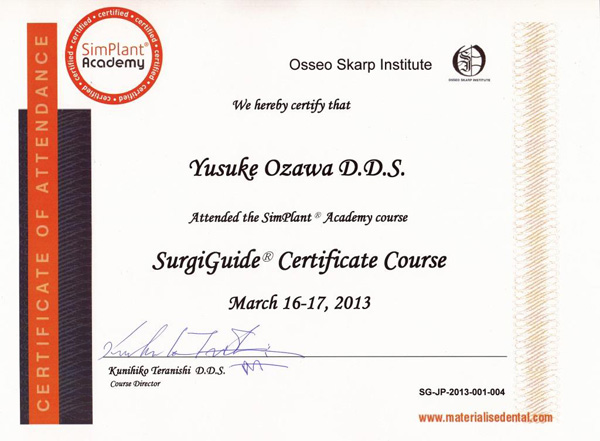 CERTIFICATE OF ATTENDANCE
certified • certified • certified • certified • certified • certified •
SimPlant®
Academy
Osseo Skarp Institute
OSSEO SKARP INSTITUTE
We hereby certify that
Yusuke Ozawa D.D.S.
Attended the SimPlant ® Academy course
SurgiGuide® Certificate Course
March 16-17, 2013
Kunihiko Teranishi D.D.S.
Course Director
SG-JP-2013-001-004
www.materialisedental.com